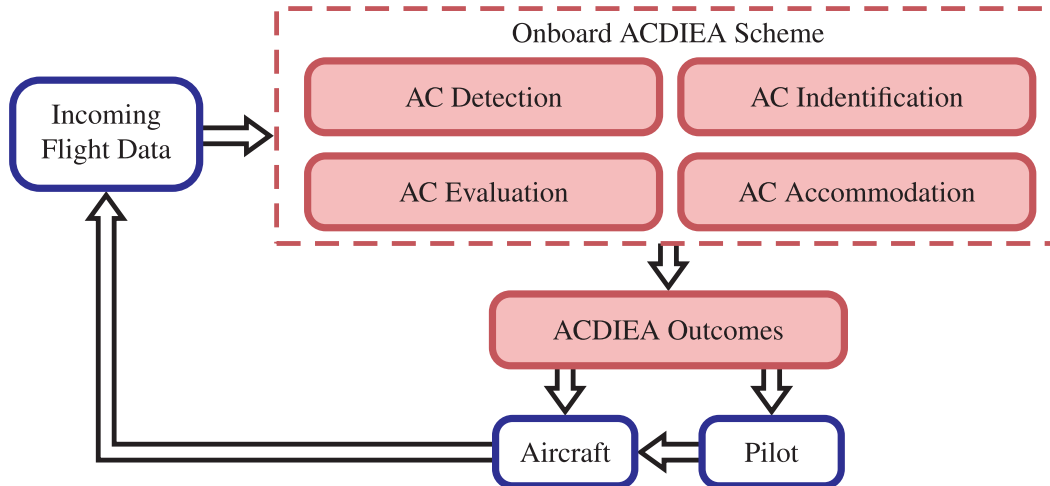 Onboard ACDIEA Scheme
Incoming
Flight Data
AC Detection
AC Indentification
AC Evaluation
AC Accommodation
ACDIEA Outcomes
Aircraft
Pilot